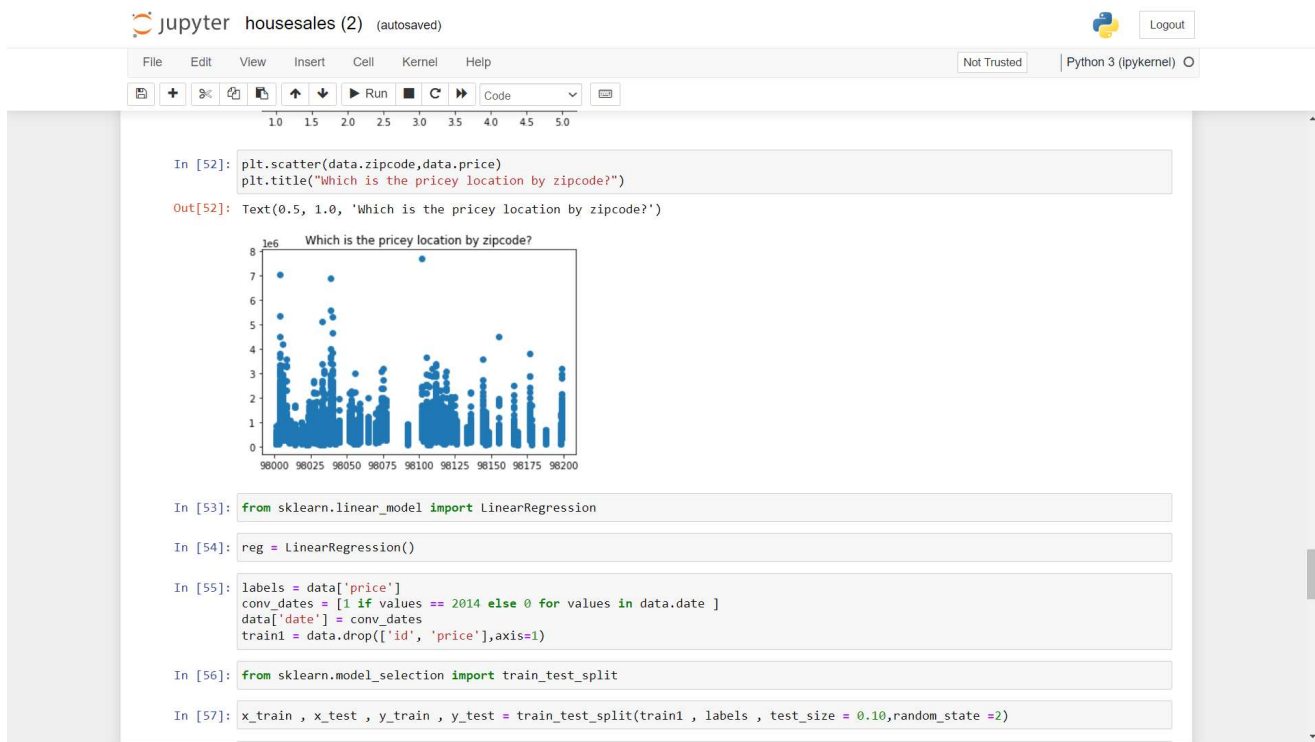 jupyter housesales (2) (autosaved)
Logout
File Edit View Insert Cell Kernel Help
Not Trusted
Python 3 (ipykernel)
Run
Code
1.0 1.5 2.0 2.5 3.0 3.5 4.0 4.5 5.0
In [52]: plt.scatter(data.zipcode,data.price)
plt.title("Which is the pricey location by zipcode?")
Out[52]: Text(0.5, 1.0, 'Which is the pricey location by zipcode?')
1e6 Which is the pricey location by zipcode?
8
7
6
5
4
3
2
1
0
98000 98025 98050 98075 98100 98125 98150 98175 98200
In [53]: from sklearn.linear_model import LinearRegression
In [54]: reg = LinearRegression()
In [55]: labels = data['price']
conv_dates = [1 if values == 2014 else 0 for values in data.date ]
data['date'] = conv_dates
train1 = data.drop(['id', 'price'],axis=1)
In [56]: from sklearn.model_selection import train_test_split
In [57]: x_train , x_test , y_train , y_test = train_test_split(train1 , labels , test_size = 0.10,random_state =2)